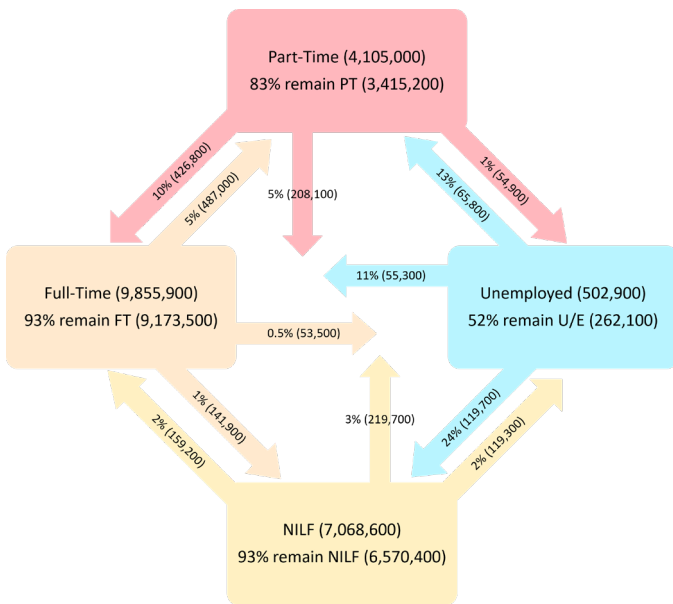 Part-Time (4,105,000)
83% remain PT (3,415,200)
10% (426,800)
5% (487,000)
5% (208,100)
13% (65,800)
1% (54,900)
11% (55,300)
Full-Time (9,855,900)
93% remain FT (9,173,500)
Unemployed (502,900)
52% remain U/E (262,100)
0.5% (53,500)
2% (159,200)
1% (141,900)
3% (219,700)
24% (119,700)
2% (119,300)
NILF (7,068,600)
93% remain NILF (6,570,400)